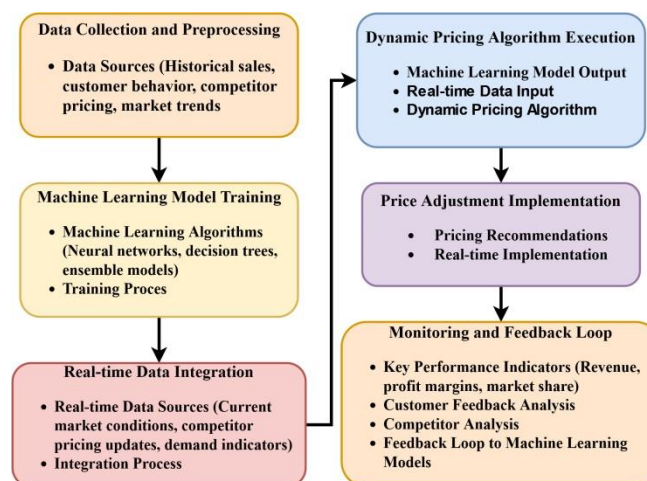 Data Collection and Preprocessing
• Data Sources (Historical sales,
customer behavior, competitor
pricing, market trends
Machine Learning Model Training
• Machine Learning Algorithms
(Neural networks, decision trees,
ensemble models)
• Training Proces
Real-time Data Integration
• Real-time Data Sources (Current
market conditions, competitor
pricing updates, demand indicators)
• Integration Process
Dynamic Pricing Algorithm Execution
• Machine Learning Model Output
• Real-time Data Input
• Dynamic Pricing Algorithm
Price Adjustment Implementation
• Pricing Recommendations
• Real-time Implementation
Monitoring and Feedback Loop
• Key Performance Indicators (Revenue,
profit margins, market share)
• Customer Feedback Analysis
• Competitor Analysis
• Feedback Loop to Machine Learning
Models